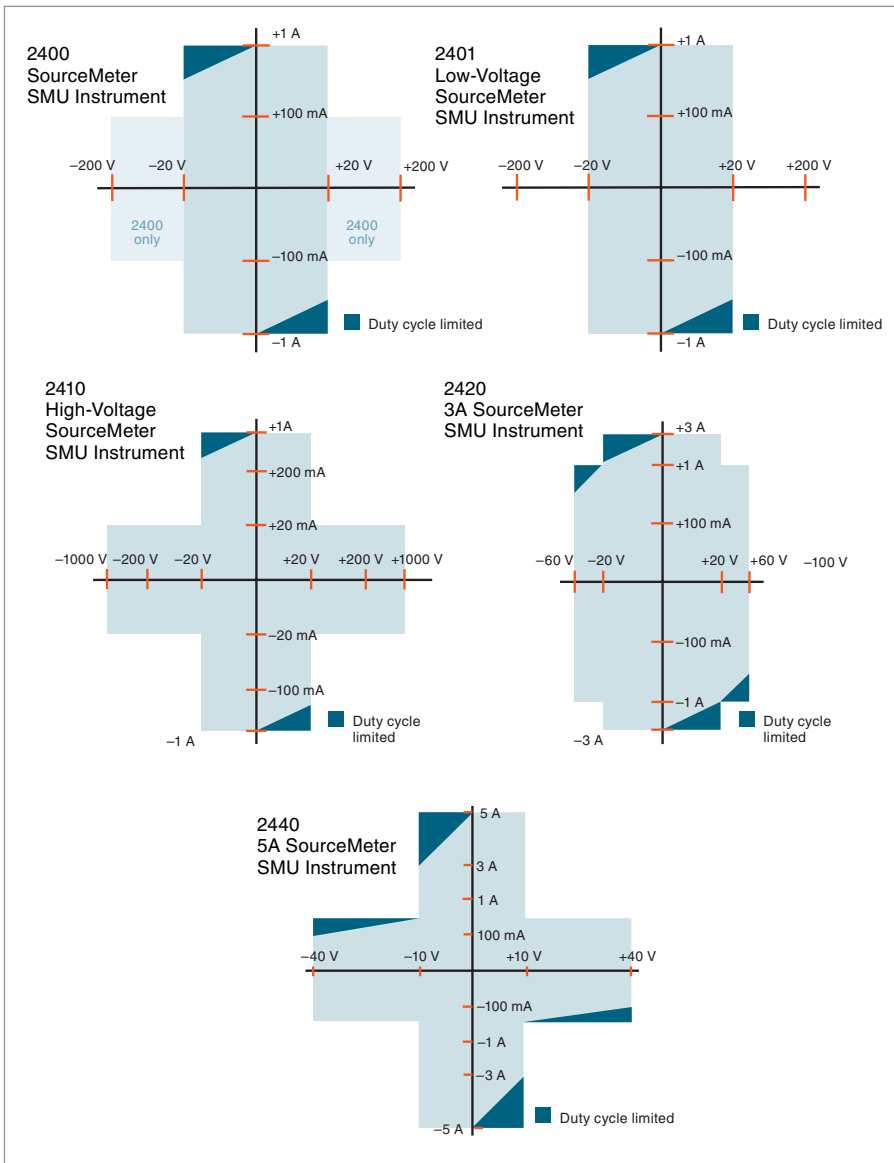 2400
SourceMeter
SMU Instrument
+1 A
+100 mA
–200 V
–20 V
+20 V
+200 V
2400
only
2400
only
–100 mA
–1 A
Duty cycle limited
2401
Low-Voltage
SourceMeter
SMU Instrument
+1 A
+100 mA
–200 V
–20 V
+20 V
+200 V
–100 mA
–1 A
Duty cycle limited
2410
High-Voltage
SourceMeter
SMU Instrument
+1A
+200 mA
+20 mA
–1000 V
–200 V
–20 V
+20 V
+200 V
+1000 V
–20 mA
–100 mA
–1 A
Duty cycle
limited
2420
3A SourceMeter
SMU Instrument
+3 A
+1 A
+100mA
–60 V
–20 V
+20 V
+60 V
–100 V
–100 mA
–1 A
–3 A
Duty cycle
limited
2440
5A SourceMeter
SMU Instrument
5 A
3 A
1 A
100 mA
–40 V
–10 V
+10 V
+40 V
–100 mA
–1 A
–3 A
–5 A
Duty cycle limited